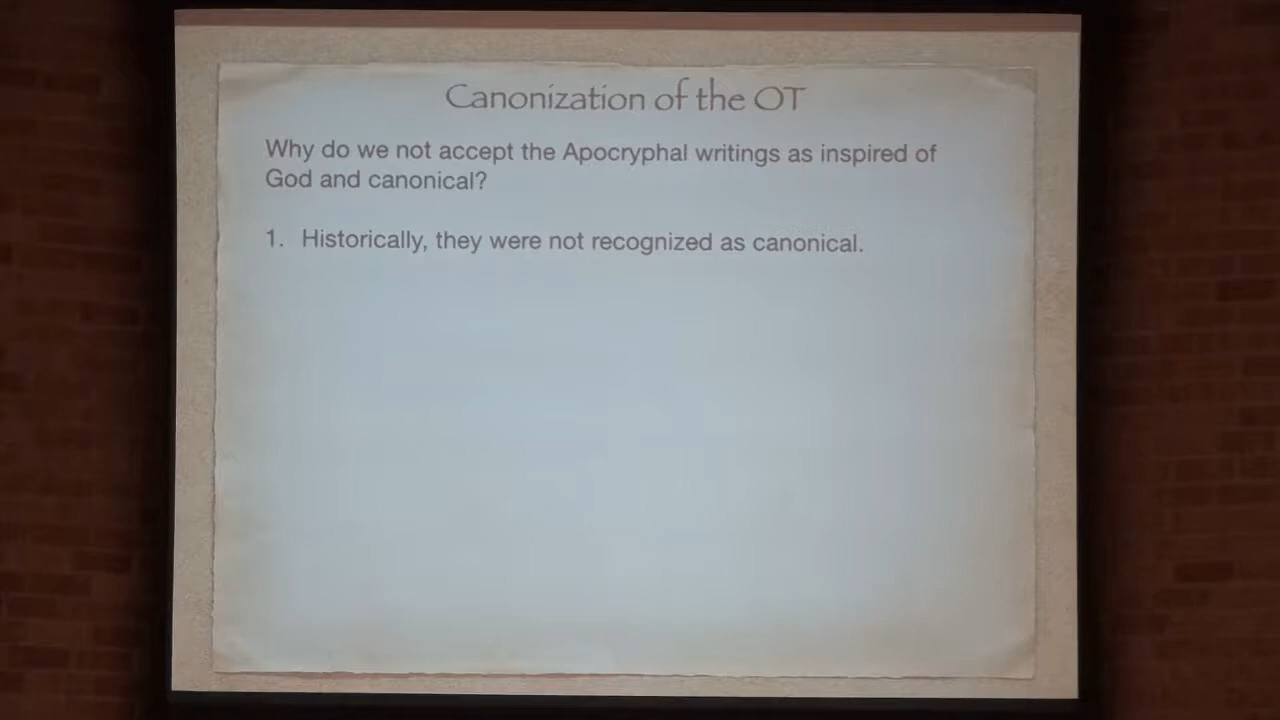 Canonization of the OT
Why do we not accept the Apocryphal writings as inspired of
God and canonical?
1. Historically, they were not recognized as canonical.